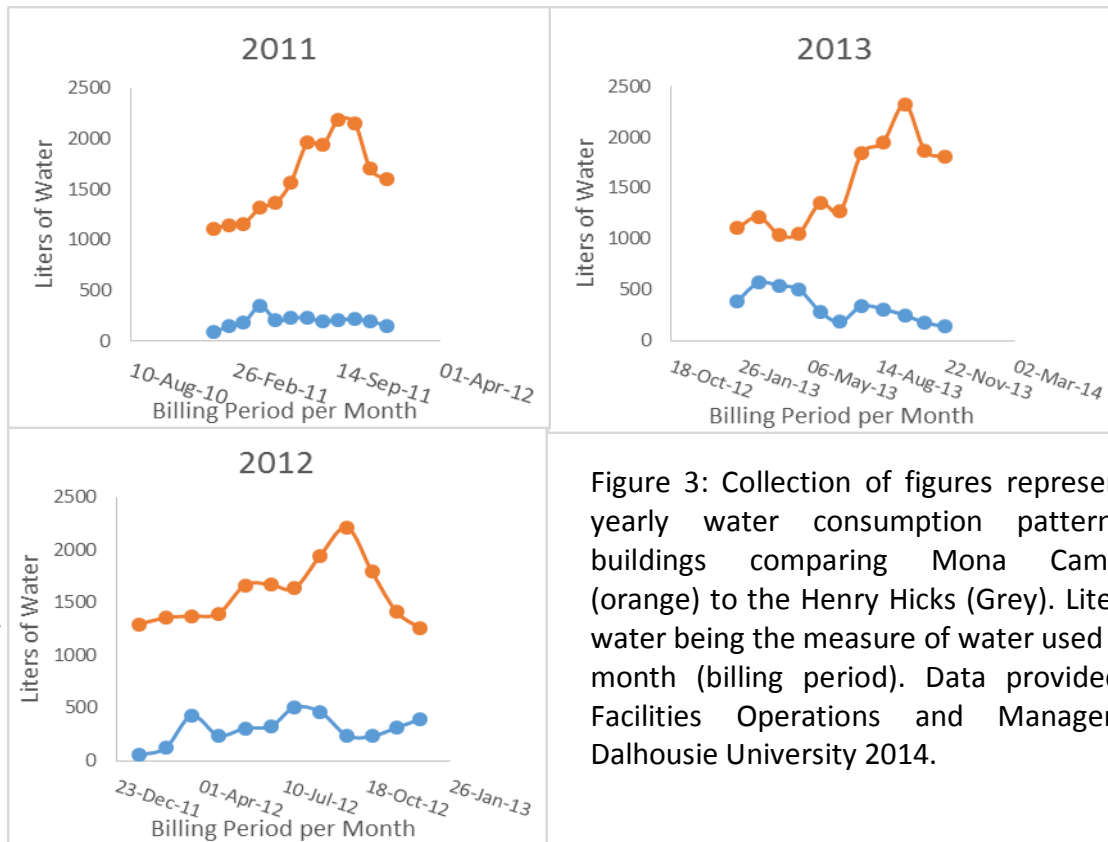 2011
2500
2000
1500
1000
500
0
Liters of Water
10-Aug-10
26-Feb-11
14-Sep-11
01-Apr-12
Billing Period per Month
2013
2500
2000
1500
1000
500
0
Liters of Water
18-Oct-12
26-Jan-13
06-May-13
14-Aug-13
22-Nov-13
02-Mar-14
Billing Period per Month
2012
2500
2000
1500
1000
500
0
Liters of Water
23-Dec-11
01-Apr-12
10-Jul-12
18-Oct-12
26-Jan-13
Billing Period per Month
Figure 3: Collection of figures represen
yearly water consumption pattern
buildings comparing Mona Cam
(orange) to the Henry Hicks (Grey). Lite
water being the measure of water used
month (billing period). Data provide
Facilities Operations and Manage
Dalhousie University 2014.